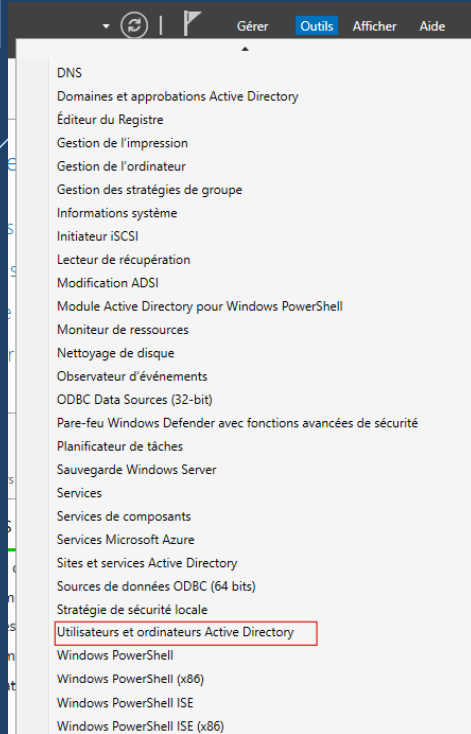 Gérer Outils Afficher Aide
DNS
Domaines et approbations Active Directory
Éditeur du Registre
Gestion de l'impression
Gestion de l'ordinateur
Gestion des stratégies de groupe
Informations système
Initiateur iSCSI
Lecteur de récupération
Modification ADSI
Module Active Directory pour Windows PowerShell
Moniteur de ressources
Nettoyage de disque
Observateur d'événements
ODBC Data Sources (32-bit)
Pare-feu Windows Defender avec fonctions avancées de sécurité
Planificateur de tâches
Sauvegarde Windows Server
Services
Services de composants
Services Microsoft Azure
Sites et services Active Directory
Sources de données ODBC (64 bits)
Stratégie de sécurité locale
Utilisateurs et ordinateurs Active Directory
Windows PowerShell
Windows PowerShell (x86)
Windows PowerShell ISE
Windows PowerShell ISE (x86)